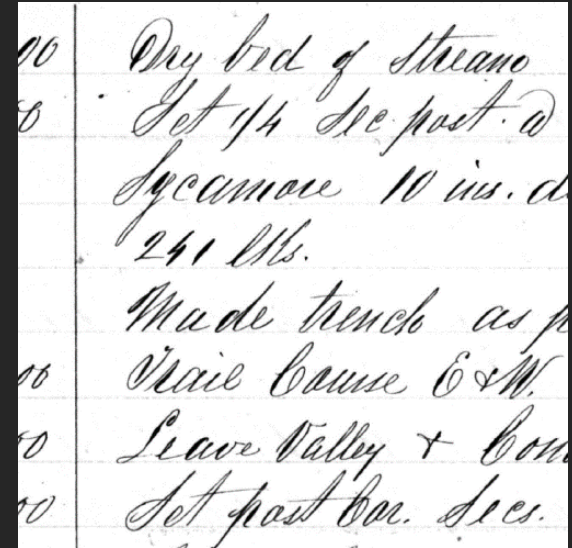 00 Dry bed of stream
Set 1/4 Sec. post. a
Sycamore 10 ins. d
241 lks.
Made trench as p
00 Trail Course E & W.
00 Leave Valley + Com
00 Set post Cor. Secs.